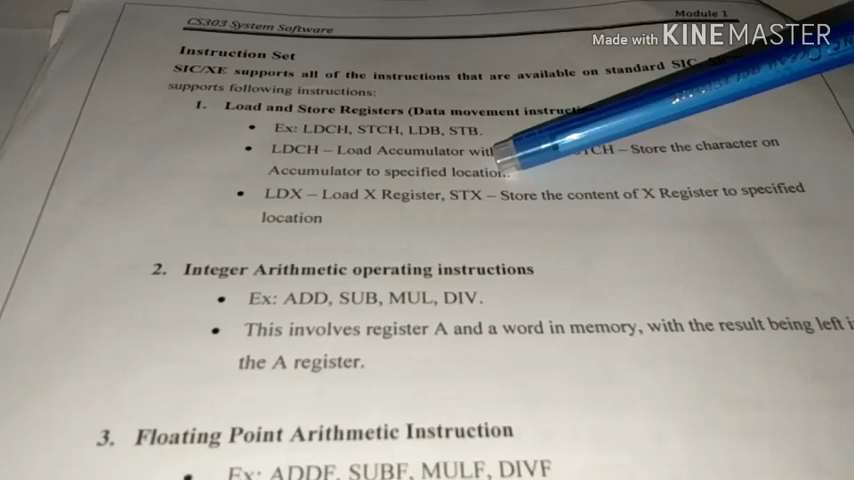 CS303 System Software
Module 1
Made with KINEMASTER
Instruction Set
SIC/XE supports all of the instructions that are available on standard SIC.
supports following instructions:
1. Load and Store Registers (Data movement
• Ex: LDCH, STCH, LDB, STB.
• LDCH – Load Accumulator with – Store the character on
Accumulator to specified location.
• LDX – Load X Register, STX – Store the content of X Register to specified
location
2. Integer Arithmetic operating instructions
• Ex: ADD, SUB, MUL, DIV.
• This involves register A and a word in memory, with the result being left
the A register.
3. Floating Point Arithmetic Instruction
• Ex: ADDF, SUBF, MULF, DIVF